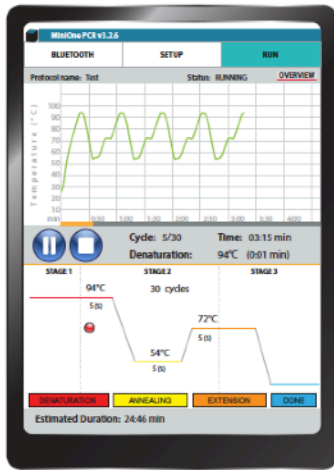 MiniOne PCR v3.2.6
BLUETOOTH SETUP RUN
Protocol name: Test Status: RUNNING OVERVIEW
Temperature (°C)
100
90
80
70
60
50
40
30
20
10
min 0:30 1:00 1:30 2:00 2:30 3:00 3:30 4:00
Cycle: 5/30 Time: 03:15 min
Denaturation: 94°C (0:01 min)
STAGE 1 STAGE 2 STAGE 3
94°C 30 cycles
5 (s)
72°C
5 (s)
54°C
5 (s)
DENATURATION ANNEALING EXTENSION DONE
Estimated Duration: 24:46 min